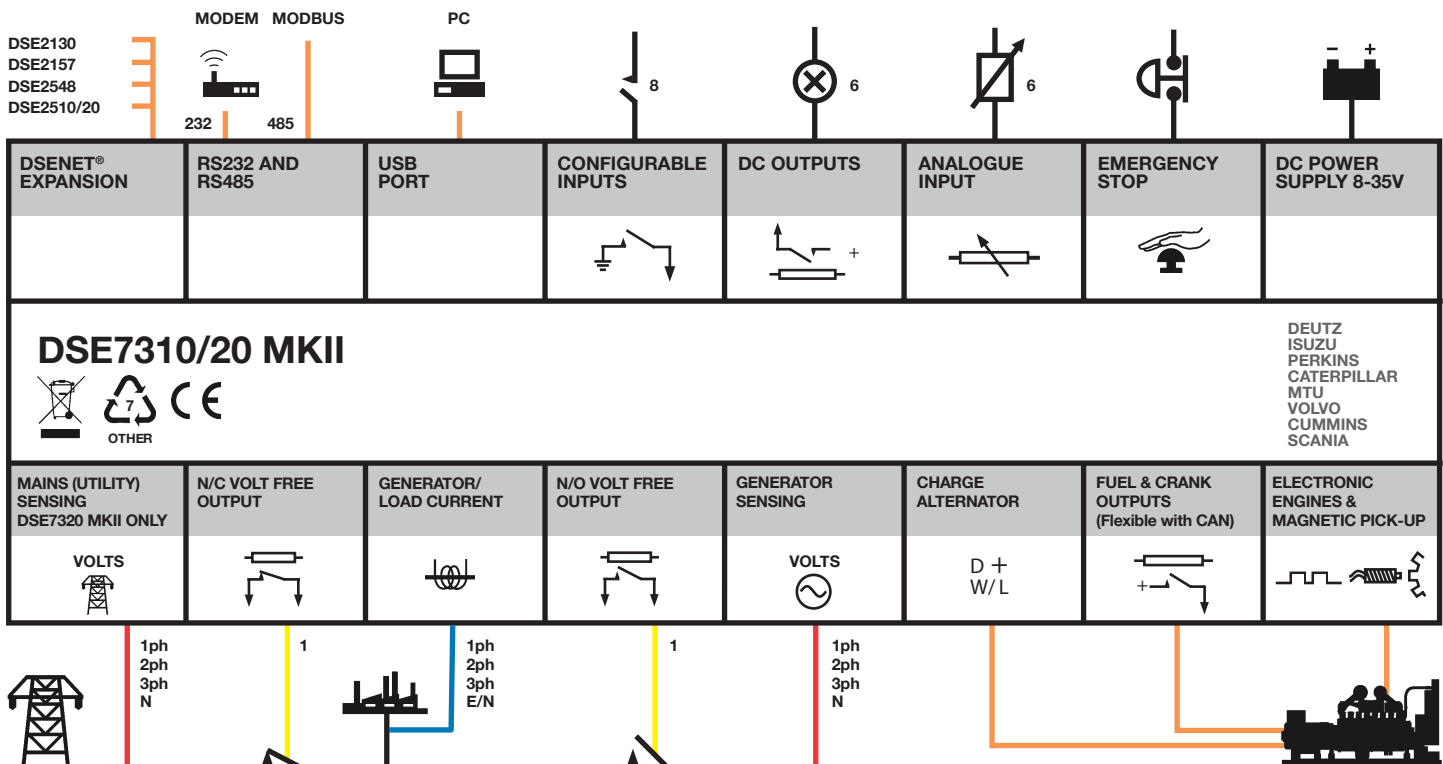 MODEM MODBUS PC
DSE2130
DSE2157
DSE2548
DSE2510/20
232 485
8
6
6
- +
DSENET®
EXPANSION
RS232 AND
RS485
USB
PORT
CONFIGURABLE
INPUTS
DC OUTPUTS
ANALOGUE
INPUT
EMERGENCY
STOP
DC POWER
SUPPLY 8-35V
+
DSE7310/20 MKII
7
OTHER
CE
DEUTZ
ISUZU
PERKINS
CATERPILLAR
MTU
VOLVO
CUMMINS
SCANIA
MAINS (UTILITY)
SENSING
DSE7320 MKII ONLY
N/C VOLT FREE
OUTPUT
GENERATOR/
LOAD CURRENT
N/O VOLT FREE
OUTPUT
GENERATOR
SENSING
CHARGE
ALTERNATOR
FUEL & CRANK
OUTPUTS
(Flexible with CAN)
ELECTRONIC
ENGINES &
MAGNETIC PICK-UP
VOLTS
VOLTS
D +
W/L
+
1ph
2ph
3ph
N
1
1ph
2ph
3ph
E/N
1
1ph
2ph
3ph
N